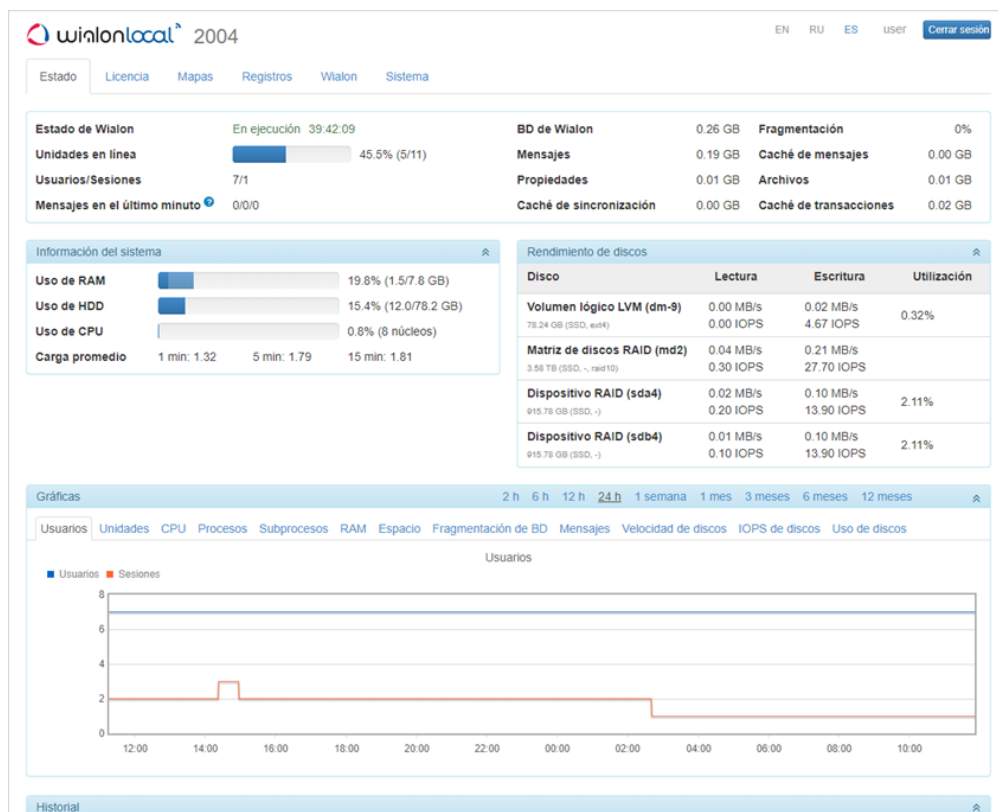 wialonlocal 2004
EN RU ES user Cerrar sesión
Estado Licencia Mapas Registros Wialon Sistema
Estado de Wialon En ejecución 39:42:09
Unidades en línea 45.5% (5/11)
Usuarios/Sesiones 7/1
Mensajes en el último minuto ? 0/0/0
BD de Wialon 0.26 GB Fragmentación 0%
Mensajes 0.19 GB Caché de mensajes 0.00 GB
Propiedades 0.01 GB Archivos 0.01 GB
Caché de sincronización 0.00 GB Caché de transacciones 0.02 GB
Información del sistema
Uso de RAM 19.8% (1.5/7.8 GB)
Uso de HDD 15.4% (12.0/78.2 GB)
Uso de CPU 0.8% (8 núcleos)
Carga promedio 1 min: 1.32 5 min: 1.79 15 min: 1.81
Rendimiento de discos
Disco Lectura Escritura Utilización
Volumen lógico LVM (dm-9) 0.00 MB/s 0.02 MB/s 0.32%
78.24 GB (SSD, ext4) 0.00 IOPS 4.67 IOPS
Matriz de discos RAID (md2) 0.04 MB/s 0.21 MB/s
3.58 TB (SSD, -, raid10) 0.30 IOPS 27.70 IOPS
Dispositivo RAID (sda4) 0.02 MB/s 0.10 MB/s 2.11%
915.78 GB (SSD, -) 0.20 IOPS 13.90 IOPS
Dispositivo RAID (sdb4) 0.01 MB/s 0.10 MB/s 2.11%
915.78 GB (SSD, -) 0.10 IOPS 13.90 IOPS
Gráficas 2 h 6 h 12 h 24 h 1 semana 1 mes 3 meses 6 meses 12 meses
Usuarios Unidades CPU Procesos Subprocesos RAM Espacio Fragmentación de BD Mensajes Velocidad de discos IOPS de discos Uso de discos
Usuarios
Usuarios Sesiones
8
6
4
2
0
12:00 14:00 16:00 18:00 20:00 22:00 00:00 02:00 04:00 06:00 08:00 10:00
Historial